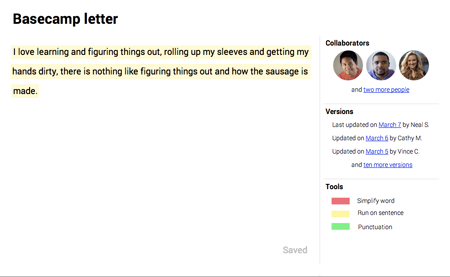 Basecamp letter
I love learning and figuring things out, rolling up my sleeves and getting my
hands dirty, there is nothing like figuring things out and how the sausage is
made.
Saved
Collaborators
and two more people
Versions
Last updated on March 7 by Neal S.
Updated on March 6 by Cathy M.
Updated on March 5 by Vince C.
and ten more versions
Tools
Simplify word
Run on sentence
Punctuation